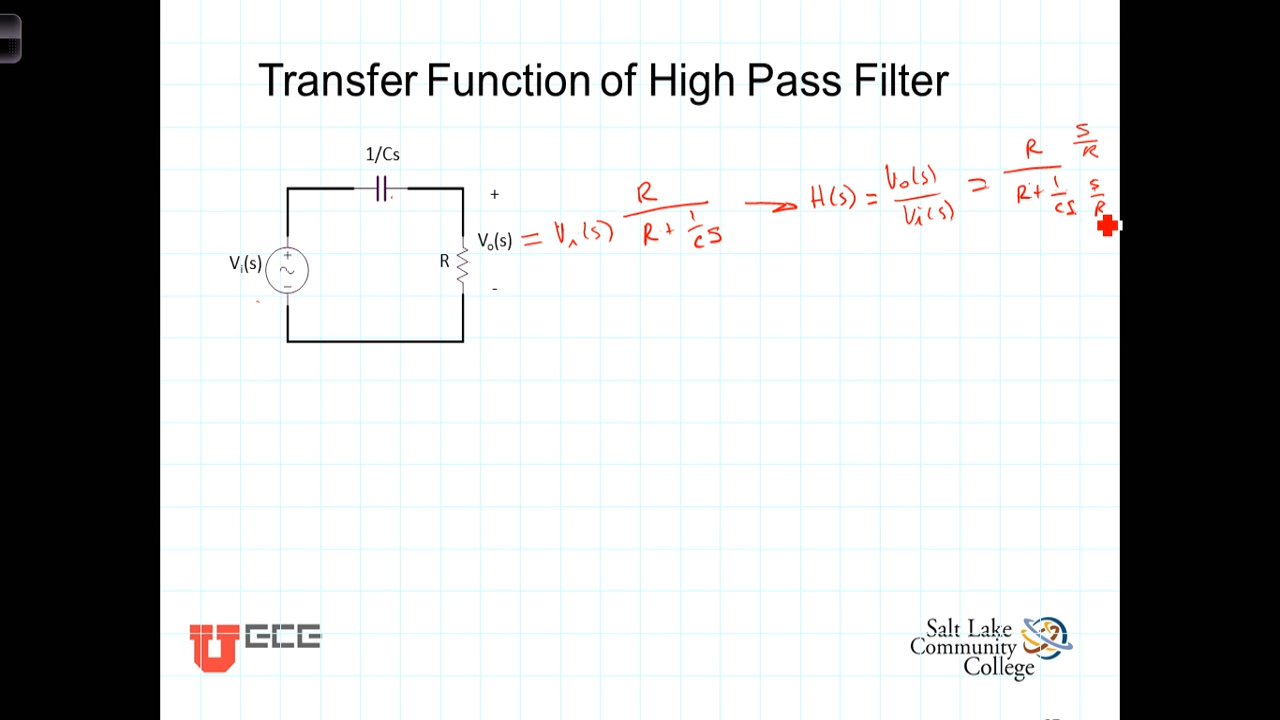 Transfer Function of High Pass Filter
1/Cs
+
Vₒ(s) = Vᵢ(s) R / (R + 1/CS) → H(s) = Vₒ(s) / Vᵢ(s) = R / (R + 1/CS) S/R / S/R
Vᵢ(s)
+
−
R
-
U ECE
Salt Lake
Community
College